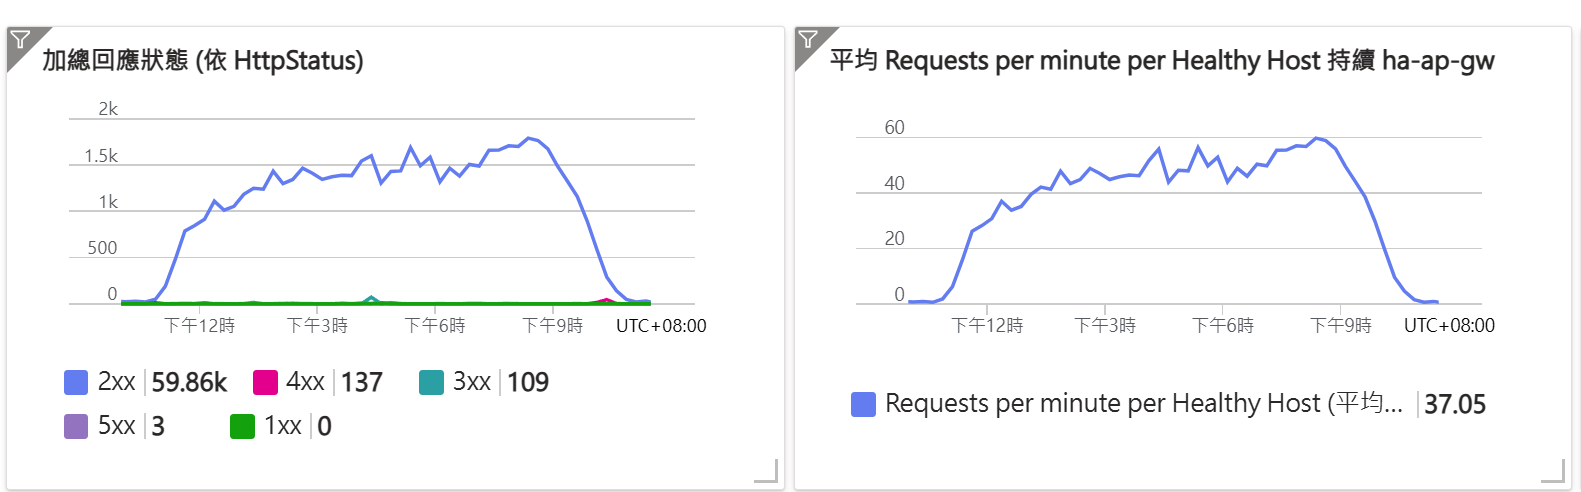 加總回應狀態 (依 HttpStatus)
2k
1.5k
1k
500
0
下午12時
下午3時
下午6時
下午9時
UTC+08:00
2xx 59.86k
4xx 137
3xx 109
5xx 3
1xx 0
平均 Requests per minute per Healthy Host 持續 ha-ap-gw
60
40
20
0
下午12時
下午3時
下午6時
下午9時
UTC+08:00
Requests per minute per Healthy Host (平均... 37.05